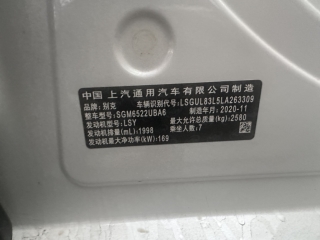 中国 上汽通用汽车有限公司制造
品牌: 别克 车辆识别代号: LSGUL83L5LA263309
整车型号: SGM6522UBA6 制造年月: 2020-11
发动机型号: LSY 最大允许总质量(kg): 2580
发动机排量(mL): 1998 乘坐人数: 7
发动机最大净功率(kW): 169